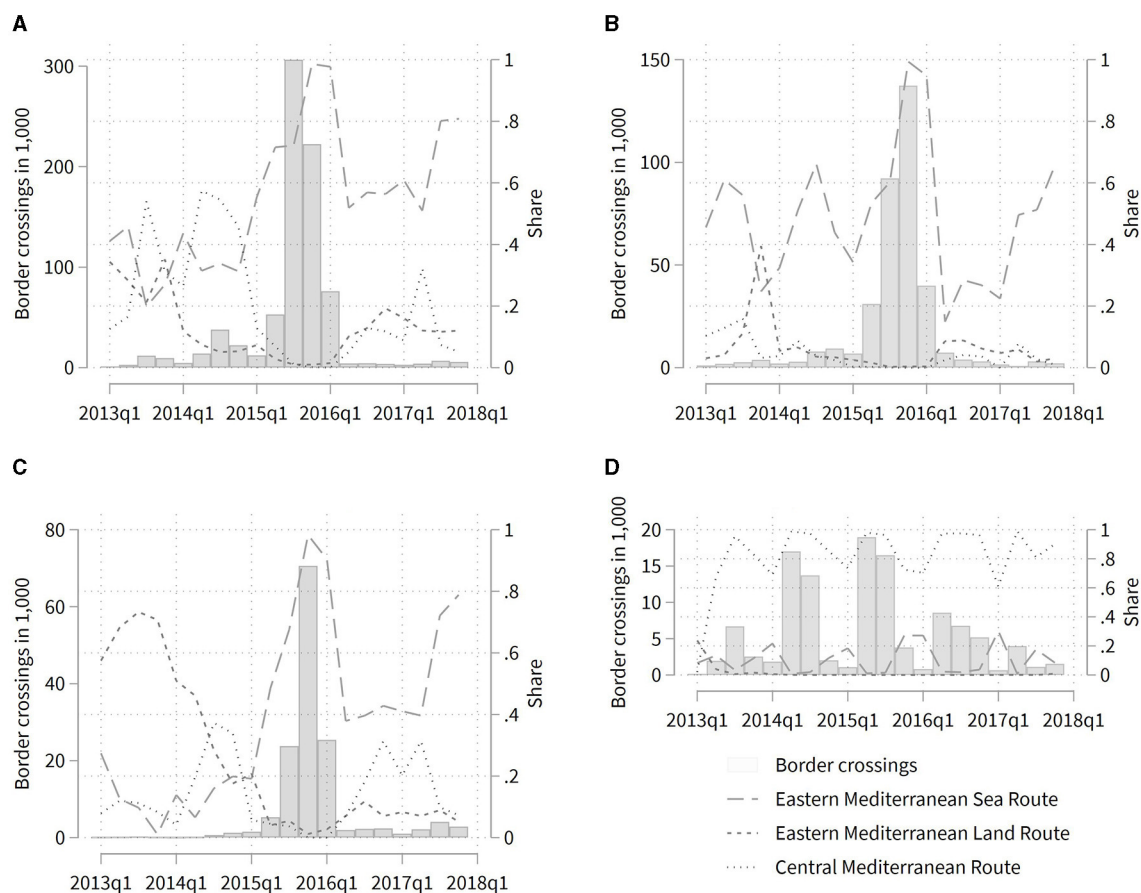 A
Border crossings in 1,000
300
200
100
0
1
.8
.6
.4
.2
0
Share
2013q1 2014q1 2015q1 2016q1 2017q1 2018q1
B
Border crossings in 1,000
150
100
50
0
1
.8
.6
.4
.2
0
Share
2013q1 2014q1 2015q1 2016q1 2017q1 2018q1
C
Border crossings in 1,000
80
60
40
20
0
1
.8
.6
.4
.2
0
Share
2013q1 2014q1 2015q1 2016q1 2017q1 2018q1
D
Border crossings in 1,000
20
15
10
5
0
1
.8
.6
.4
.2
0
Share
2013q1 2014q1 2015q1 2016q1 2017q1 2018q1
Border crossings
Eastern Mediterranean Sea Route
Eastern Mediterranean Land Route
Central Mediterranean Route